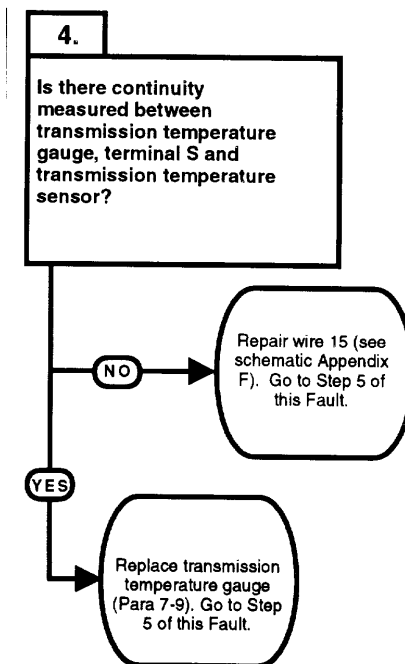 4.
Is there continuity
measured between
transmission temperature
gauge, terminal S and
transmission temperature
sensor?
NO
Repair wire 15 (see
schematic Appendix
F). Go to Step 5 of
this Fault.
YES
Replace transmission
temperature gauge
(Para 7-9). Go to Step
5 of this Fault.